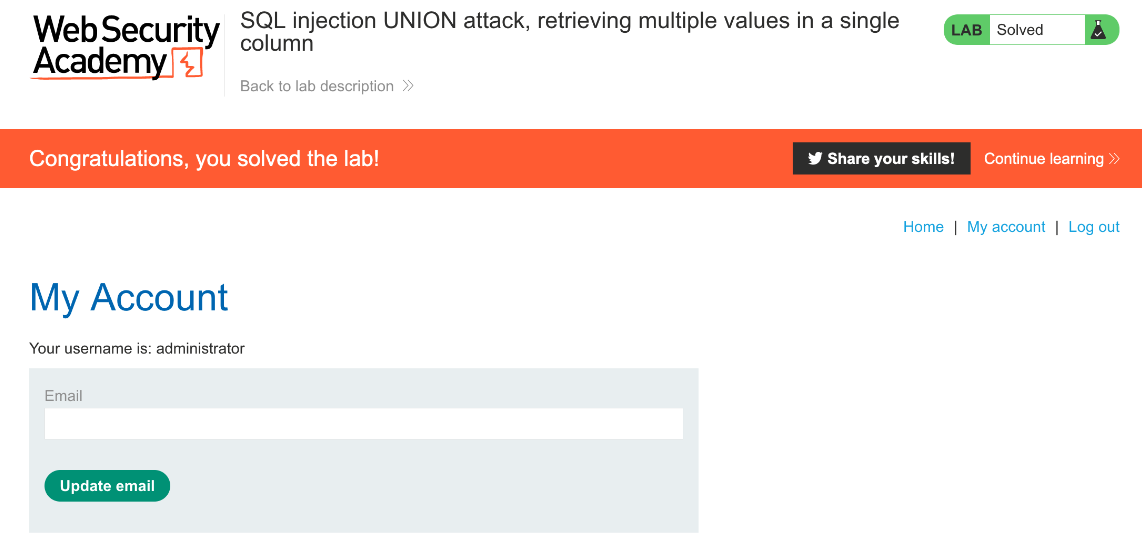 Web Security
Academy
SQL injection UNION attack, retrieving multiple values in a single
column
Back to lab description
LAB Solved
Congratulations, you solved the lab!
Share your skills! Continue learning
Home | My account | Log out
My Account
Your username is: administrator
Email
Update email